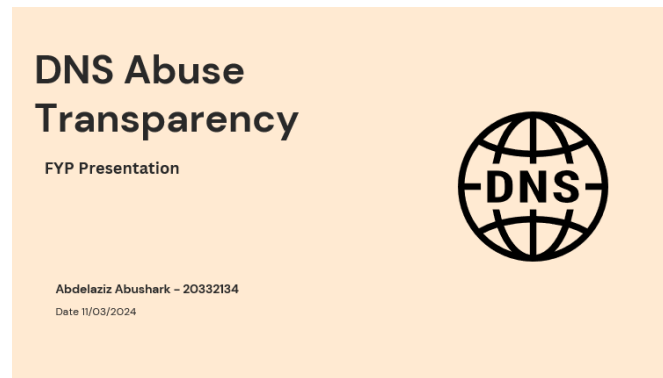 DNS Abuse
Transparency
FYP Presentation
DNS
Abdelaziz Abushark - 20332134
Date 11/03/2024